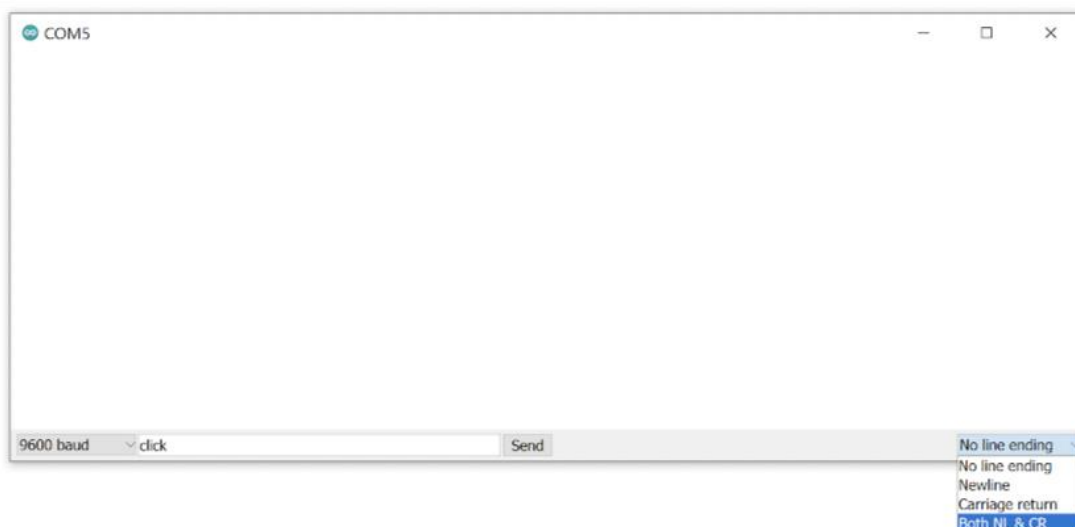 COM5
9600 baud click Send No line ending
No line ending
Newline
Carriage return
Both NL & CR